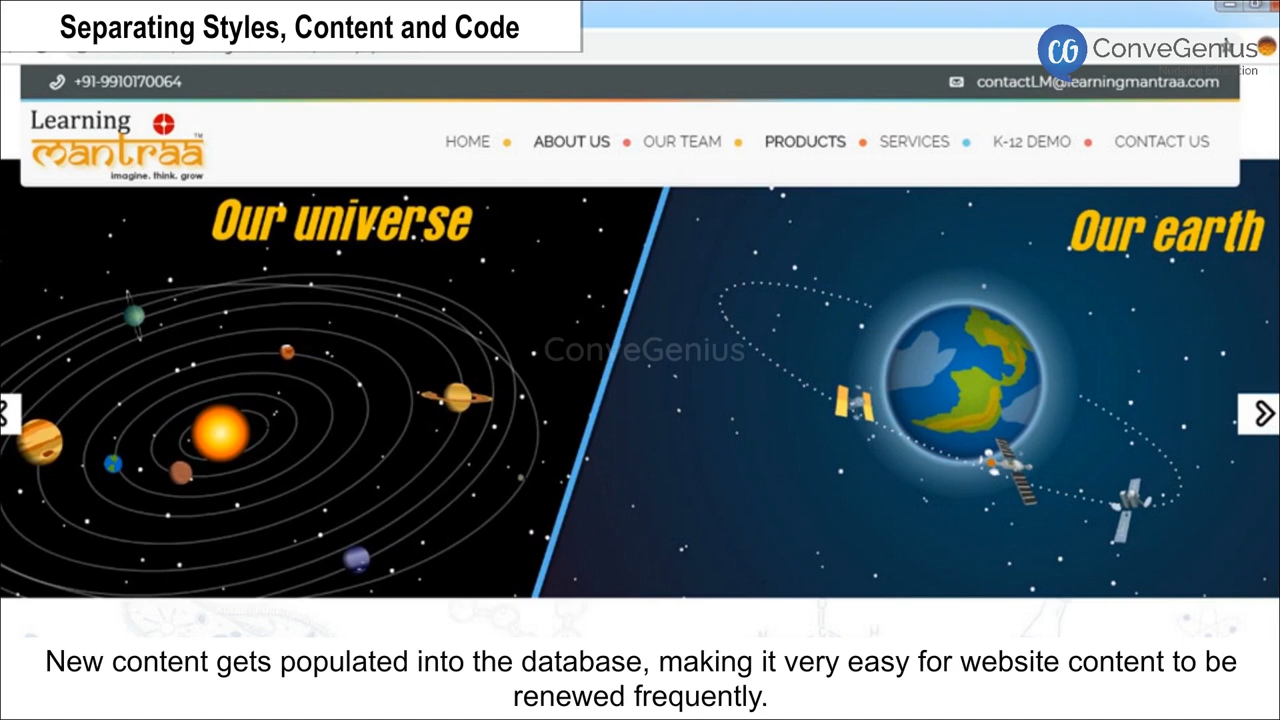 Separating Styles, Content and Code
CG ConveGenius
+91-9910170064
contactLM@learningmantraa.com
Learning
mantraa™
imagine. think. grow
HOME ABOUT US OUR TEAM PRODUCTS SERVICES K-12 DEMO CONTACT US
Our universe
Our earth
ConveGenius
New content gets populated into the database, making it very easy for website content to be
renewed frequently.